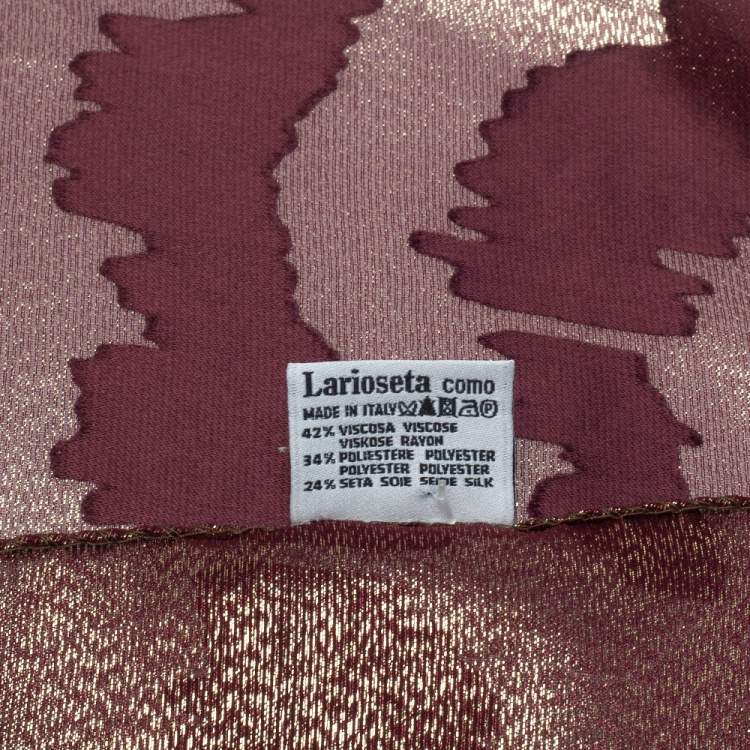 Larioseta como
MADE IN ITALY
42% VISCOSA VISCOSE
VISKOSE RAYON
34% POLIESTERE POLYESTER
POLYESTER POLYESTER
24% SETA SOIE SEIDE SILK